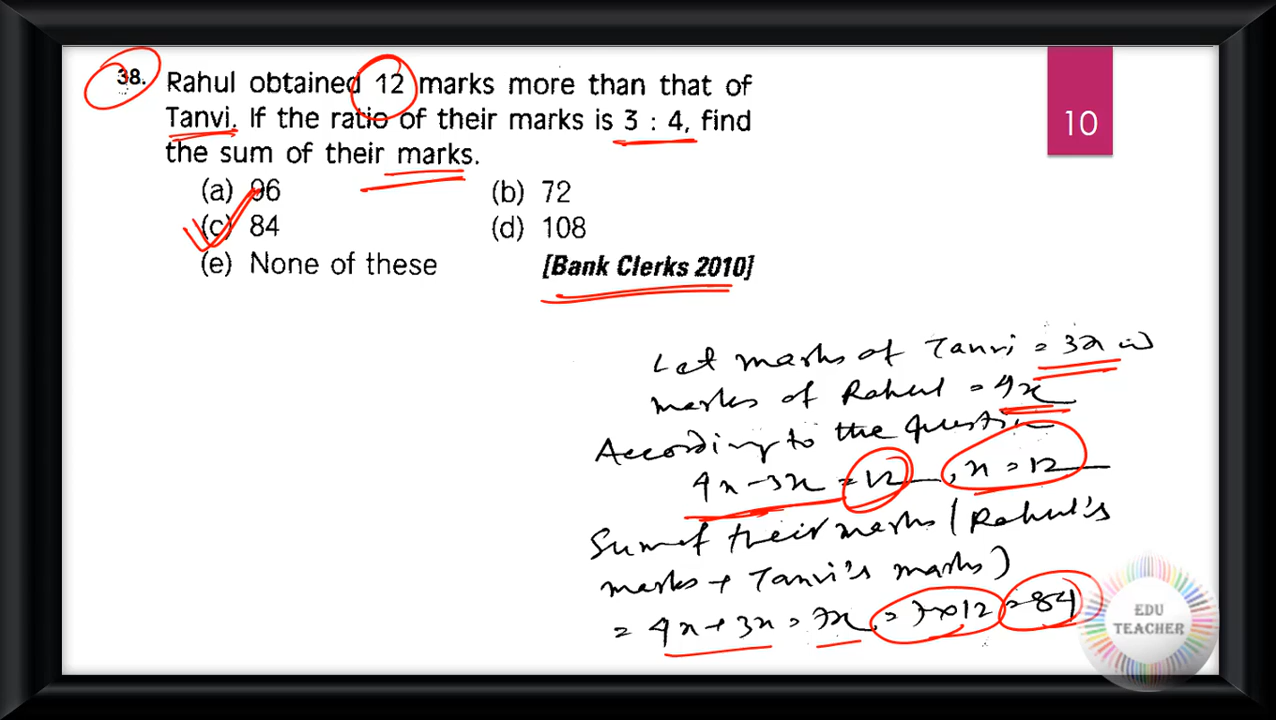 38. Rahul obtained 12 marks more than that of
Tanvi. If the ratio of their marks is 3 : 4, find
the sum of their marks.
(a) 96 (b) 72
(c) 84 (d) 108
(e) None of these [Bank Clerks 2010]
10
Let marks of Tanvi = 3x
marks of Rahul = 4x
According to the question
4x - 3x = 12, x = 12
Sum of their marks (Rahul's
marks + Tanvi's marks)
= 4x + 3x = 7x = 7x12 = 84
EDU
TEACHER